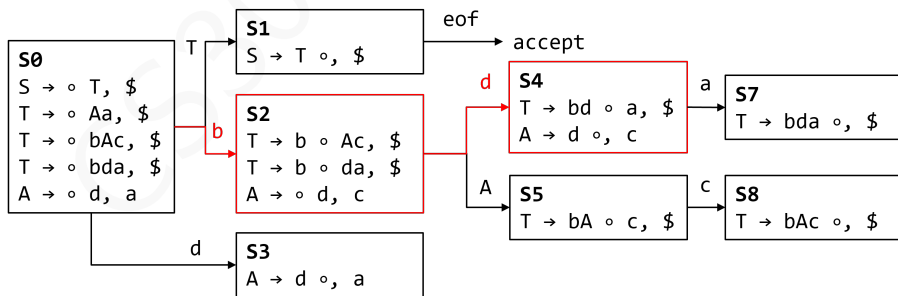 S0
S → ∘ T, $
T → ∘ Aa, $
T → ∘ bAc, $
T → ∘ bda, $
A → ∘ d, a
T
S1
S → T ∘, $
eof
accept
b
S2
T → b ∘ Ac, $
T → b ∘ da, $
A → ∘ d, c
d
S4
T → bd ∘ a, $
A → d ∘, c
a
S7
T → bda ∘, $
A
S5
T → bA ∘ c, $
c
S8
T → bAc ∘, $
d
S3
A → d ∘, a